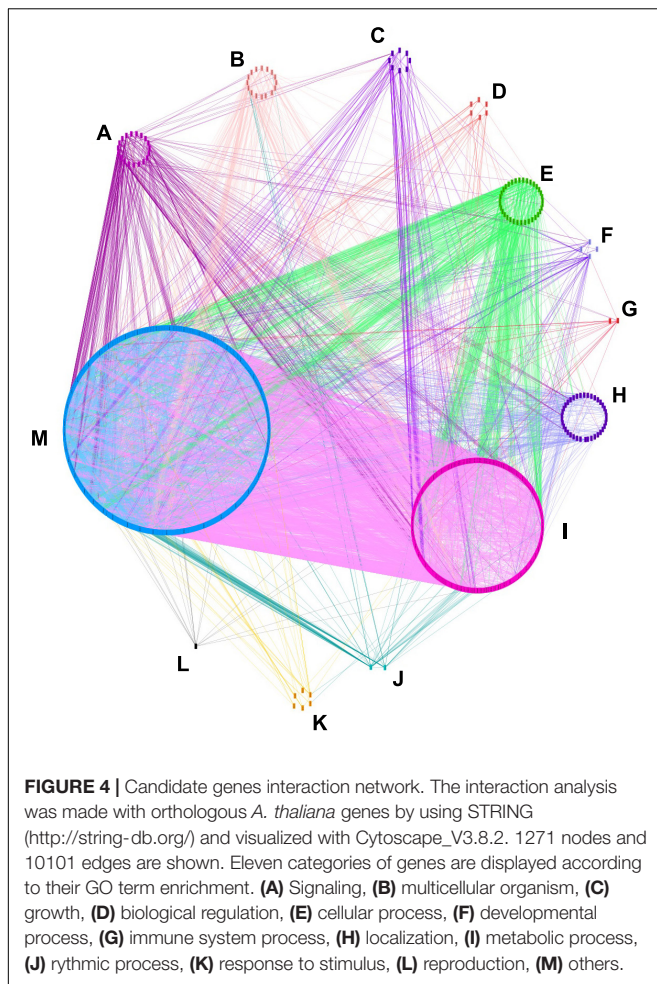 C
B
D
A
E
F
G
H
M
I
L
J
K
FIGURE 4 | Candidate genes interaction network. The interaction analysis
was made with orthologous A. thaliana genes by using STRING
(http://string-db.org/) and visualized with Cytoscape_V3.8.2. 1271 nodes and
10101 edges are shown. Eleven categories of genes are displayed according
to their GO term enrichment. (A) Signaling, (B) multicellular organism, (C)
growth, (D) biological regulation, (E) cellular process, (F) developmental
process, (G) immune system process, (H) localization, (I) metabolic process,
(J) rythmic process, (K) response to stimulus, (L) reproduction, (M) others.